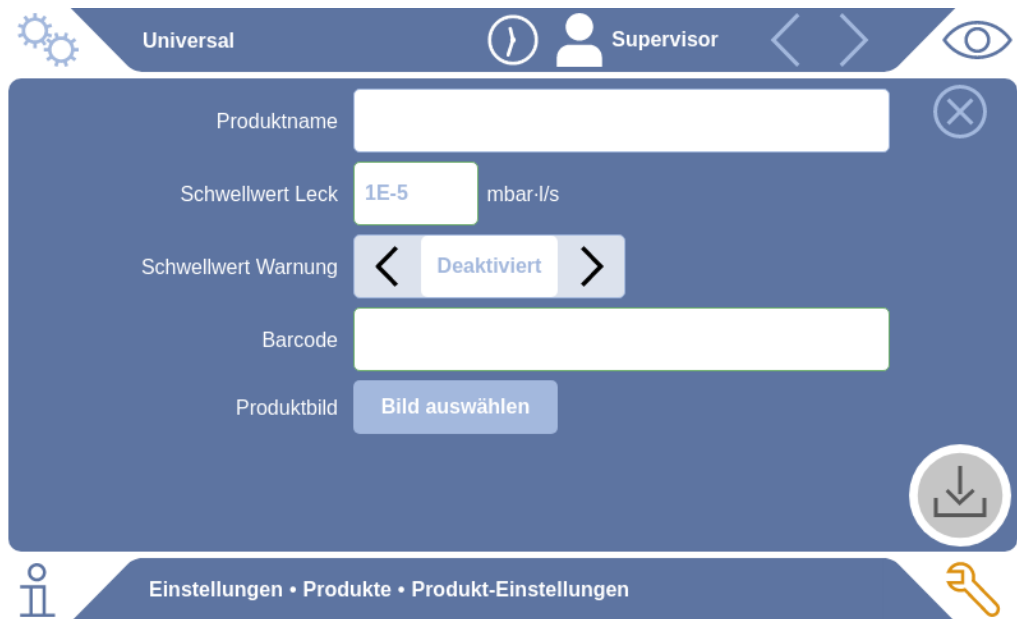 Universal
Supervisor
Produktname
Schwellwert Leck 1E-5 mbar·l/s
Schwellwert Warnung Deaktiviert
Barcode
Produktbild Bild auswählen
Einstellungen • Produkte • Produkt-Einstellungen